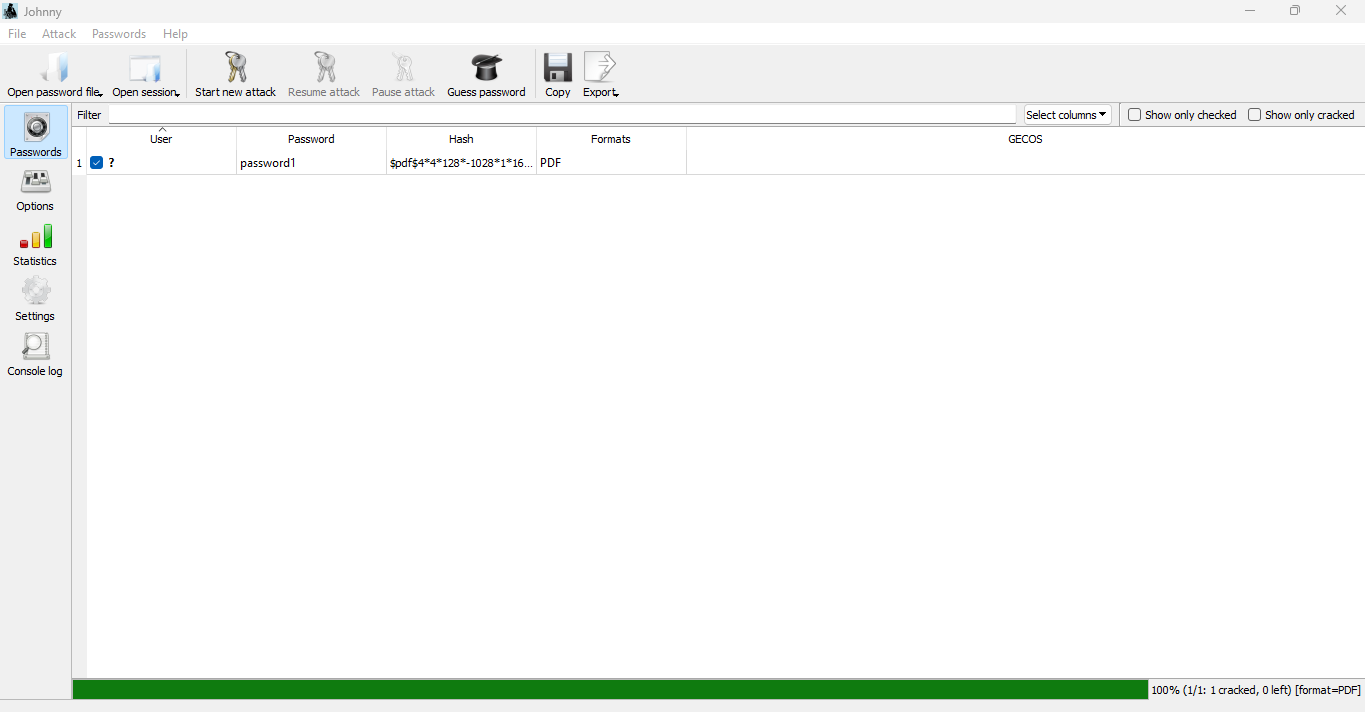 Johnny
File Attack Passwords Help
Open password file Open session Start new attack Resume attack Pause attack Guess password Copy Export
Passwords
Options
Statistics
Settings
Console log
Filter Select columns Show only checked Show only cracked
User Password Hash Formats GECOS
1 ? password1 $pdf$4*4*128*-1028*1*16... PDF
100% (1/1: 1 cracked, 0 left) [format=PDF]